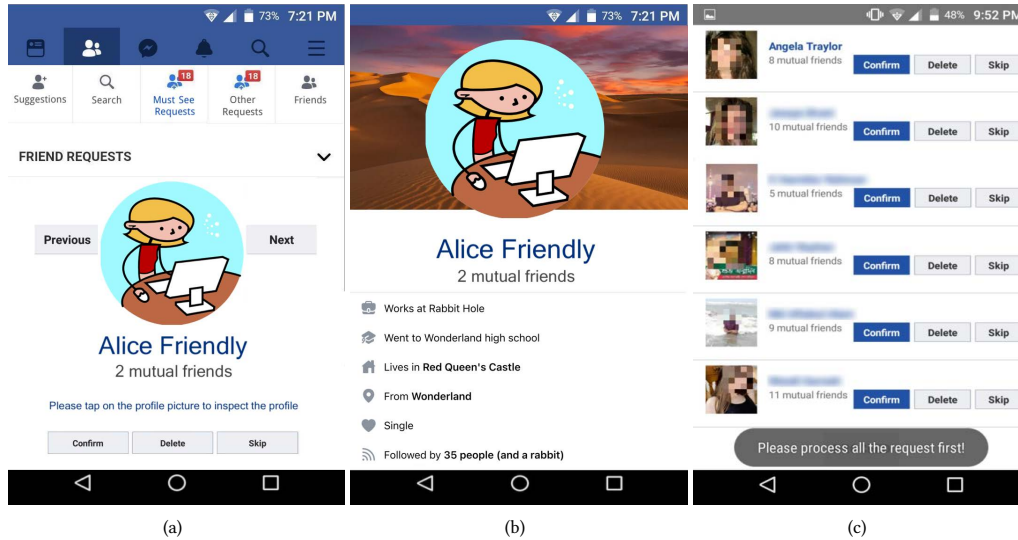 73% 7:21 PM
Suggestions
Search
18
Must See
Requests
18
Other
Requests
Friends
FRIEND REQUESTS
Previous
Next
Alice Friendly
2 mutual friends
Please tap on the profile picture to inspect the profile
Confirm Delete Skip
(a)
73% 7:21 PM
Alice Friendly
2 mutual friends
Works at Rabbit Hole
Went to Wonderland high school
Lives in Red Queen's Castle
From Wonderland
Single
Followed by 35 people (and a rabbit)
(b)
48% 9:52 PM
Angela Traylor
8 mutual friends
Confirm Delete Skip
10 mutual friends
Confirm Delete Skip
5 mutual friends
Confirm Delete Skip
8 mutual friends
Confirm Delete Skip
9 mutual friends
Confirm Delete Skip
11 mutual friends
Confirm Delete Skip
Please process all the request first!
(c)